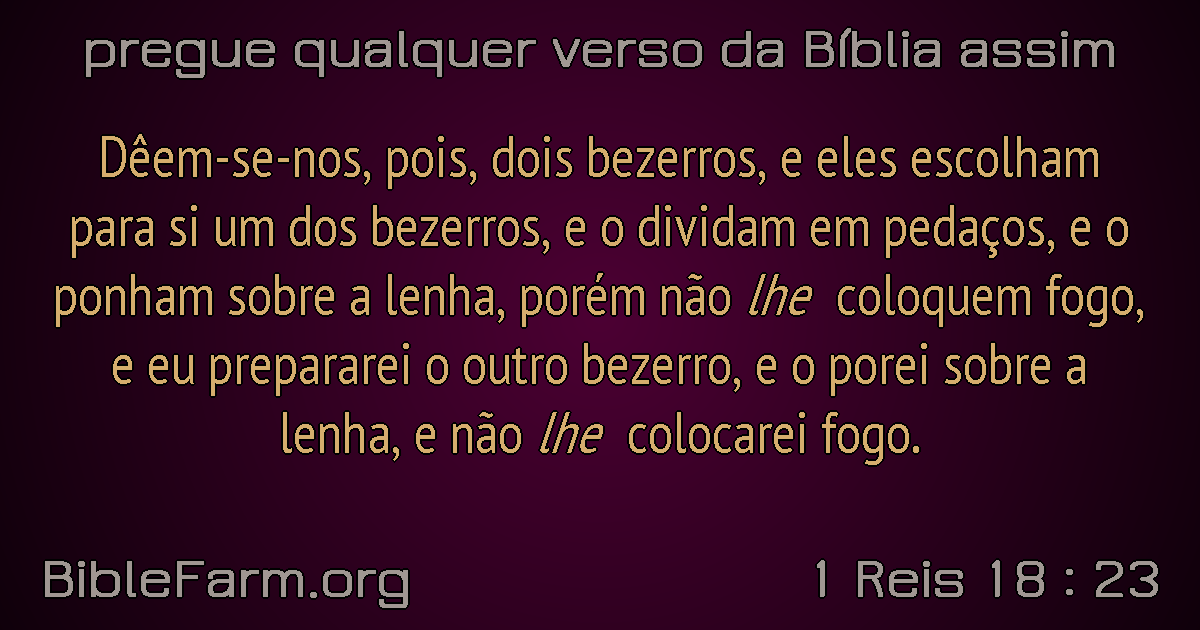 pregue qualquer verso da Bíblia assim
Dêem-se-nos, pois, dois bezerros, e eles escolham
para si um dos bezerros, e o dividam em pedaços, e o
ponham sobre a lenha, porém não lhe coloquem fogo,
e eu prepararei o outro bezerro, e o porei sobre a
lenha, e não lhe colocarei fogo.
BibleFarm.org
1 Reis 18 : 23